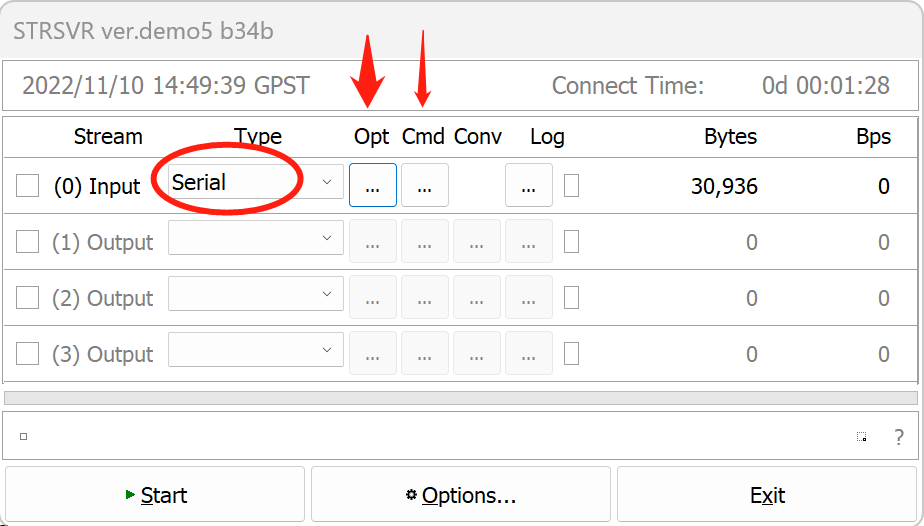 STRSVR ver.demo5 b34b
2022/11/10 14:49:39 GPST Connect Time: 0d 00:01:28
Stream Type Opt Cmd Conv Log Bytes Bps
(0) Input Serial ... ... ... 30,936 0
(1) Output ... ... ... ... 0 0
(2) Output ... ... ... ... 0 0
(3) Output ... ... ... ... 0 0
?
Start Options... Exit